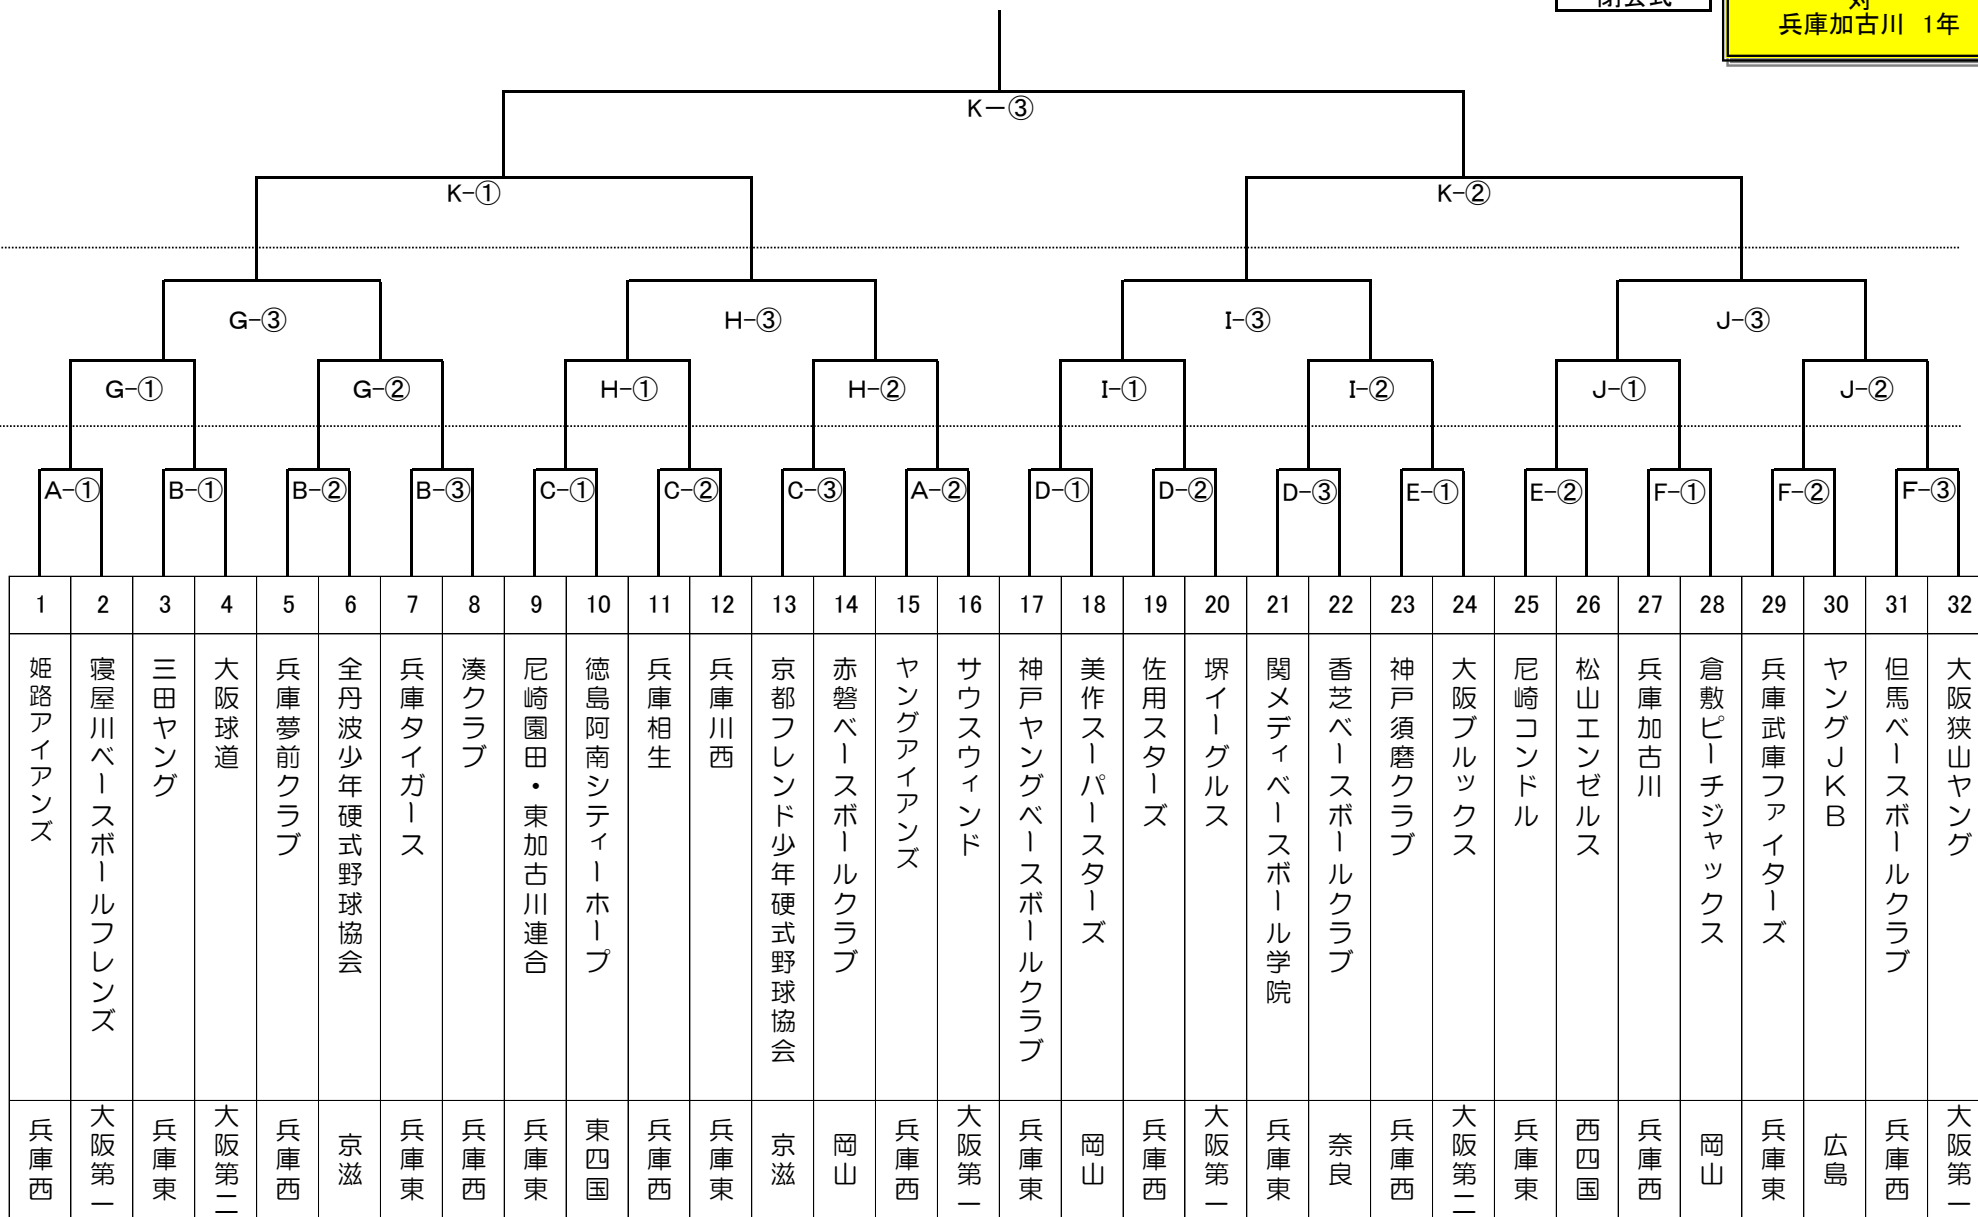 対
兵庫加古川 1年
K－③
K-①
K-②
G-③
H-③
I-③
J-③
G-①
G-②
H-①
H-②
I-①
I-②
J-①
J-②
A-①
B-①
B-②
B-③
C-①
C-②
C-③
A-②
D-①
D-②
D-③
E-①
E-②
F-①
F-②
F-③
1 2 3 4 5 6 7 8 9 10 11 12 13 14 15 16 17 18 19 20 21 22 23 24 25 26 27 28 29 30 31 32
姫路アイアンズ
寝屋川ベースボールフレンズ
三田ヤング
大阪球道
兵庫夢前クラブ
全丹波少年硬式野球協会
兵庫タイガース
湊クラブ
尼崎園田・東加古川連合
徳島阿南シティーホープ
兵庫相生
兵庫川西
京都フレンド少年硬式野球協会
赤磐ベースボールクラブ
ヤングアイアンズ
サウスウィンド
神戸ヤングベースボールクラブ
美作スーパースターズ
佐用スターズ
堺イーグルス
関メディベースボール学院
香芝ベースボールクラブ
神戸須磨クラブ
大阪ブルックス
尼崎コンドル
松山エンゼルス
兵庫加古川
倉敷ピーチジャックス
兵庫武庫ファイターズ
ヤングJKB
但馬ベースボールクラブ
大阪狭山ヤング
兵庫西
大阪第一
兵庫東
大阪第二
兵庫西
京滋
兵庫東
兵庫西
兵庫東
東四国
兵庫西
兵庫東
京滋
岡山
兵庫西
大阪第一
兵庫東
岡山
兵庫西
大阪第一
兵庫東
奈良
兵庫西
大阪第二
兵庫東
西四国
兵庫西
岡山
兵庫東
広島
兵庫西
大阪第一